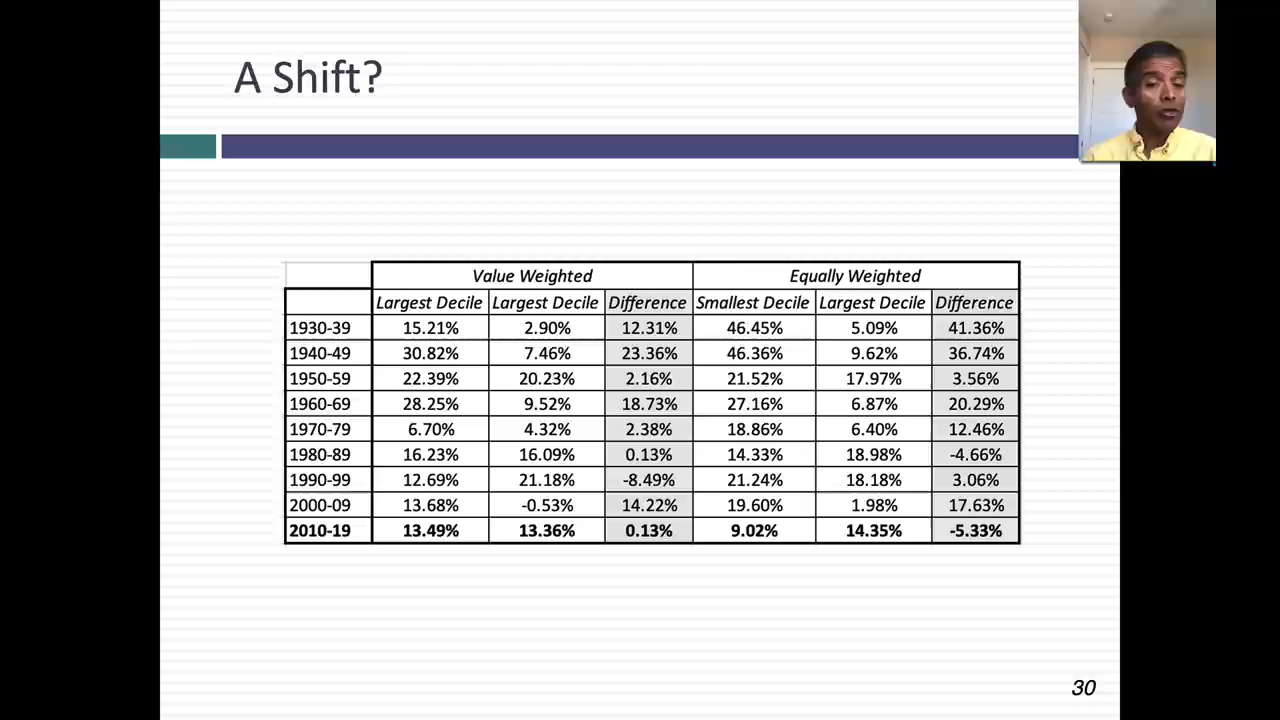 A Shift?
Value Weighted Equally Weighted
Largest Decile Largest Decile Difference Smallest Decile Largest Decile Difference
1930-39 15.21% 2.90% 12.31% 46.45% 5.09% 41.36%
1940-49 30.82% 7.46% 23.36% 46.36% 9.62% 36.74%
1950-59 22.39% 20.23% 2.16% 21.52% 17.97% 3.56%
1960-69 28.25% 9.52% 18.73% 27.16% 6.87% 20.29%
1970-79 6.70% 4.32% 2.38% 18.86% 6.40% 12.46%
1980-89 16.23% 16.09% 0.13% 14.33% 18.98% -4.66%
1990-99 12.69% 21.18% -8.49% 21.24% 18.18% 3.06%
2000-09 13.68% -0.53% 14.22% 19.60% 1.98% 17.63%
2010-19 13.49% 13.36% 0.13% 9.02% 14.35% -5.33%
30